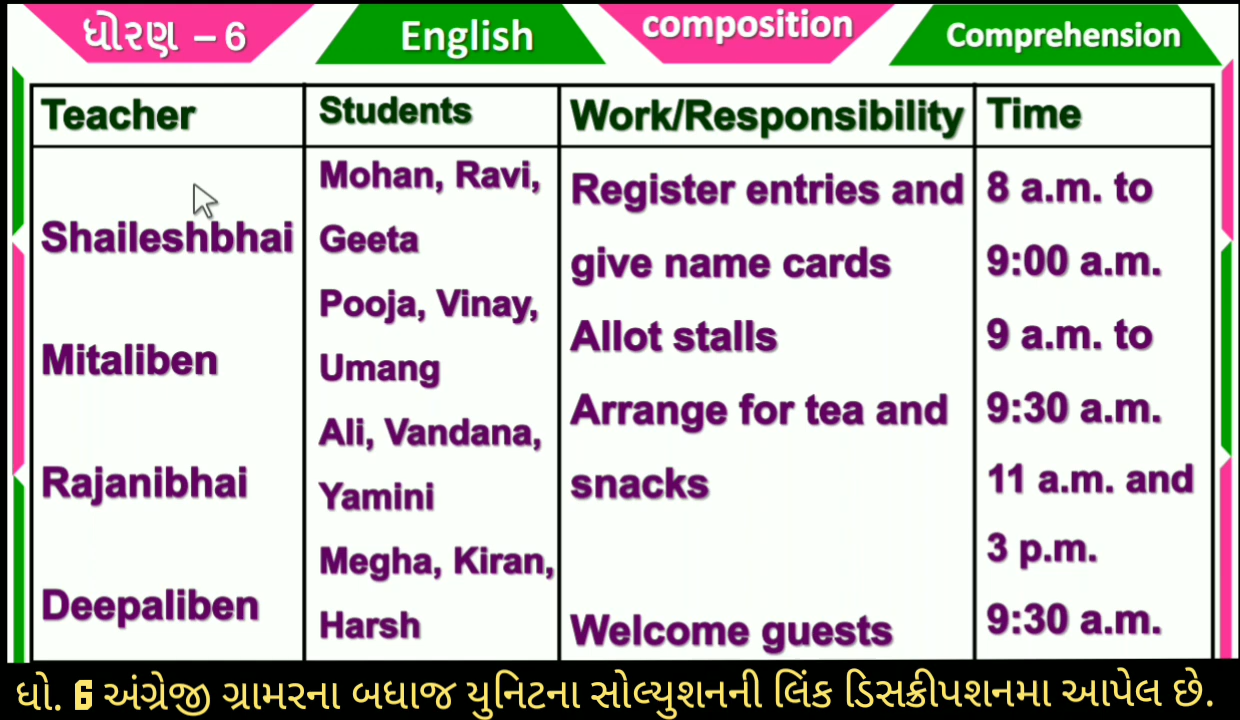 ધોરણ – 6
English
composition
Comprehension
Teacher
Students
Work/Responsibility
Time
Shaileshbhai
Mitaliben
Rajanibhai
Deepaliben
Mohan, Ravi,
Geeta
Pooja, Vinay,
Umang
Ali, Vandana,
Yamini
Megha, Kiran,
Harsh
Register entries and
give name cards
Allot stalls
Arrange for tea and
snacks
Welcome guests
8 a.m. to
9:00 a.m.
9 a.m. to
9:30 a.m.
11 a.m. and
3 p.m.
9:30 a.m.
ધો. 6 અંગ્રેજી ગ્રામરના બધાજ યુનિટના સોલ્યુશનની લિંક ડિસક્રીપશનમા આપેલ છે.